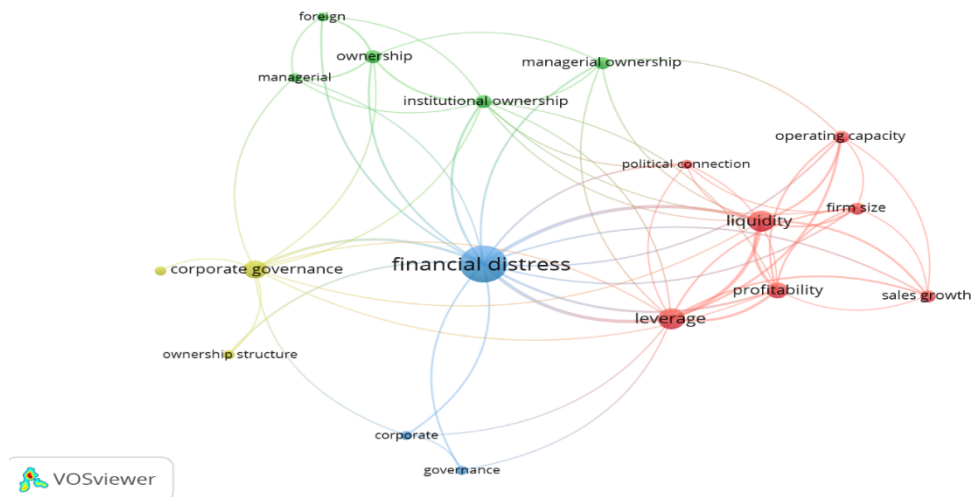 foreign
ownership
managerial
managerial ownership
institutional ownership
operating capacity
political connection
firm size
liquidity
financial distress
corporate governance
profitability
sales growth
leverage
ownership structure
corporate
governance
VOSviewer